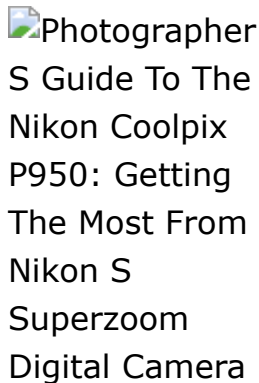 Photographer
S Guide To The
Nikon Coolpix
P950: Getting
The Most From
Nikon S
Superzoom
Digital Camera